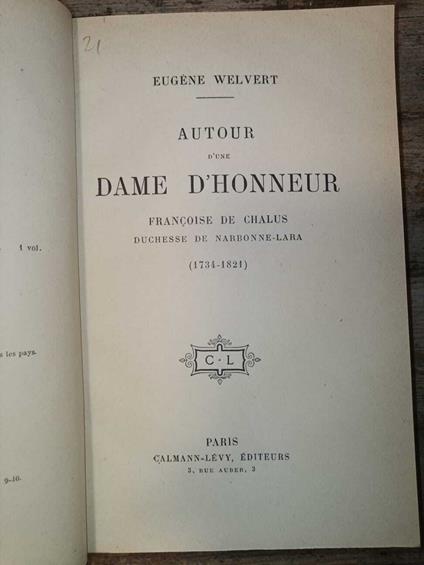 21
EUGÈNE WELVERT
AUTOUR
D'UNE
DAME D'HONNEUR
FRANÇOISE DE CHALUS
DUCHESSE DE NARBONNE-LARA
(1734-1821)
C · L
PARIS
CALMANN-LÉVY, ÉDITEURS
3, RUE AUBER, 3
1 vol.
les pays.
9-10.